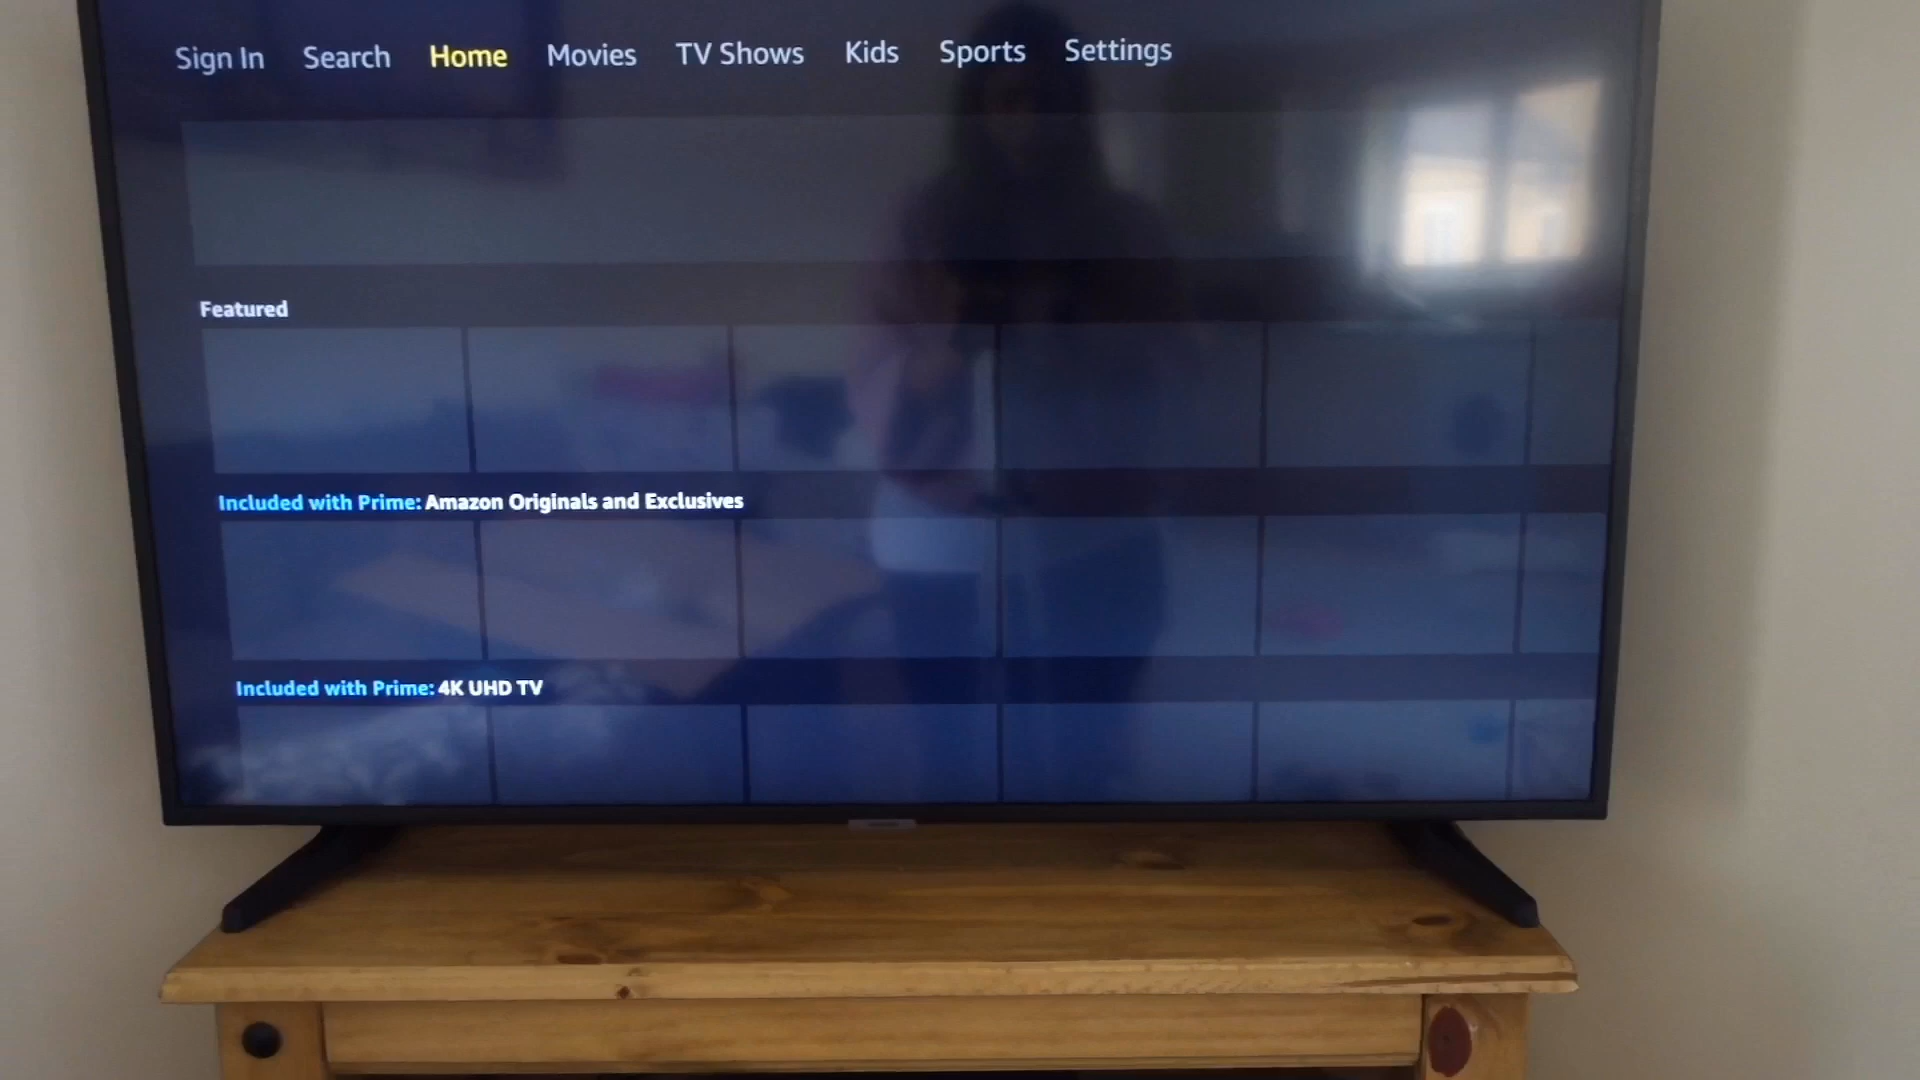 Sign In Search Home Movies TV Shows Kids Sports Settings
Featured
Included with Prime: Amazon Originals and Exclusives
Included with Prime: 4K UHD TV